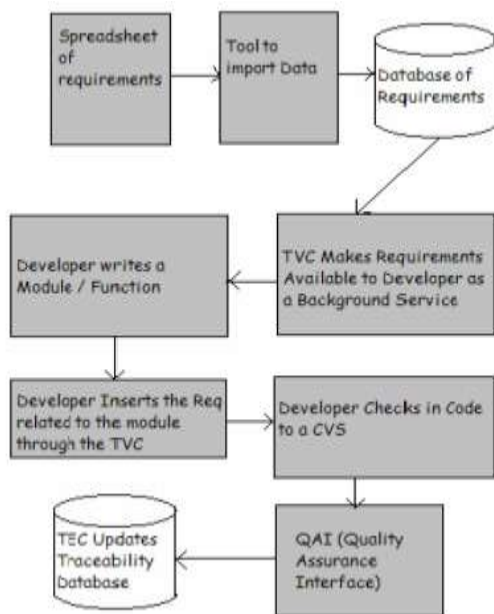 Spreadsheet
of
requirements
Tool to
import Data
Database of
Requirements
TVC Makes Requirements
Available to Developer as
a Background Service
Developer writes a
Module / Function
Developer Inserts the Req
related to the module
through the TVC
Developer Checks in Code
to a CVS
QAI (Quality
Assurance
Interface)
TEC Updates
Traceability
Database